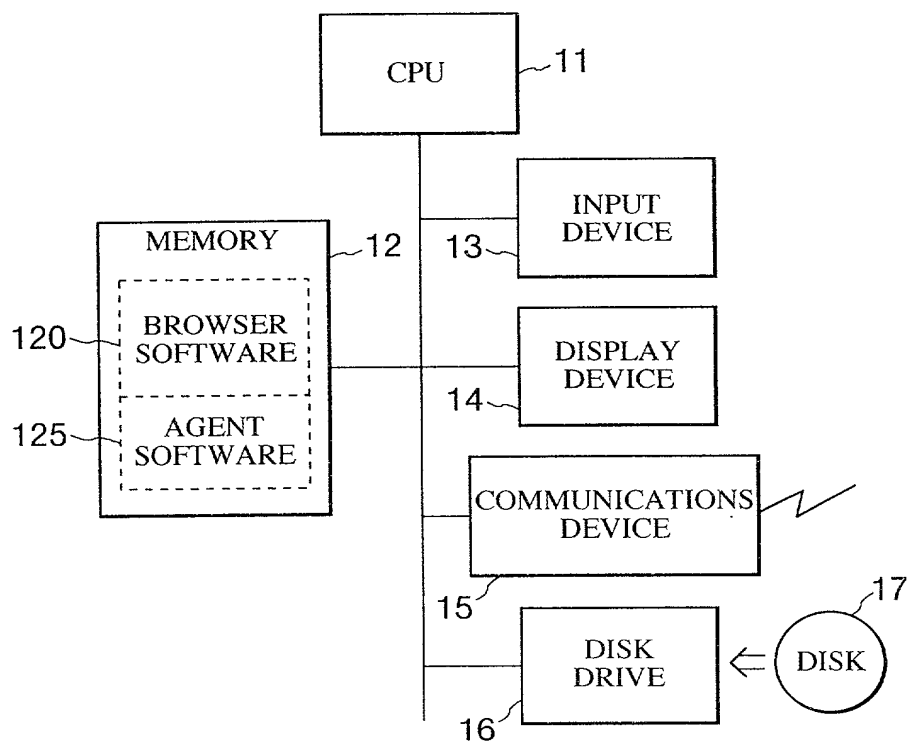 CPU
11
INPUT
DEVICE
13
MEMORY
12
BROWSER
SOFTWARE
120
AGENT
SOFTWARE
125
DISPLAY
DEVICE
14
COMMUNICATIONS
DEVICE
15
DISK
DRIVE
16
DISK
17